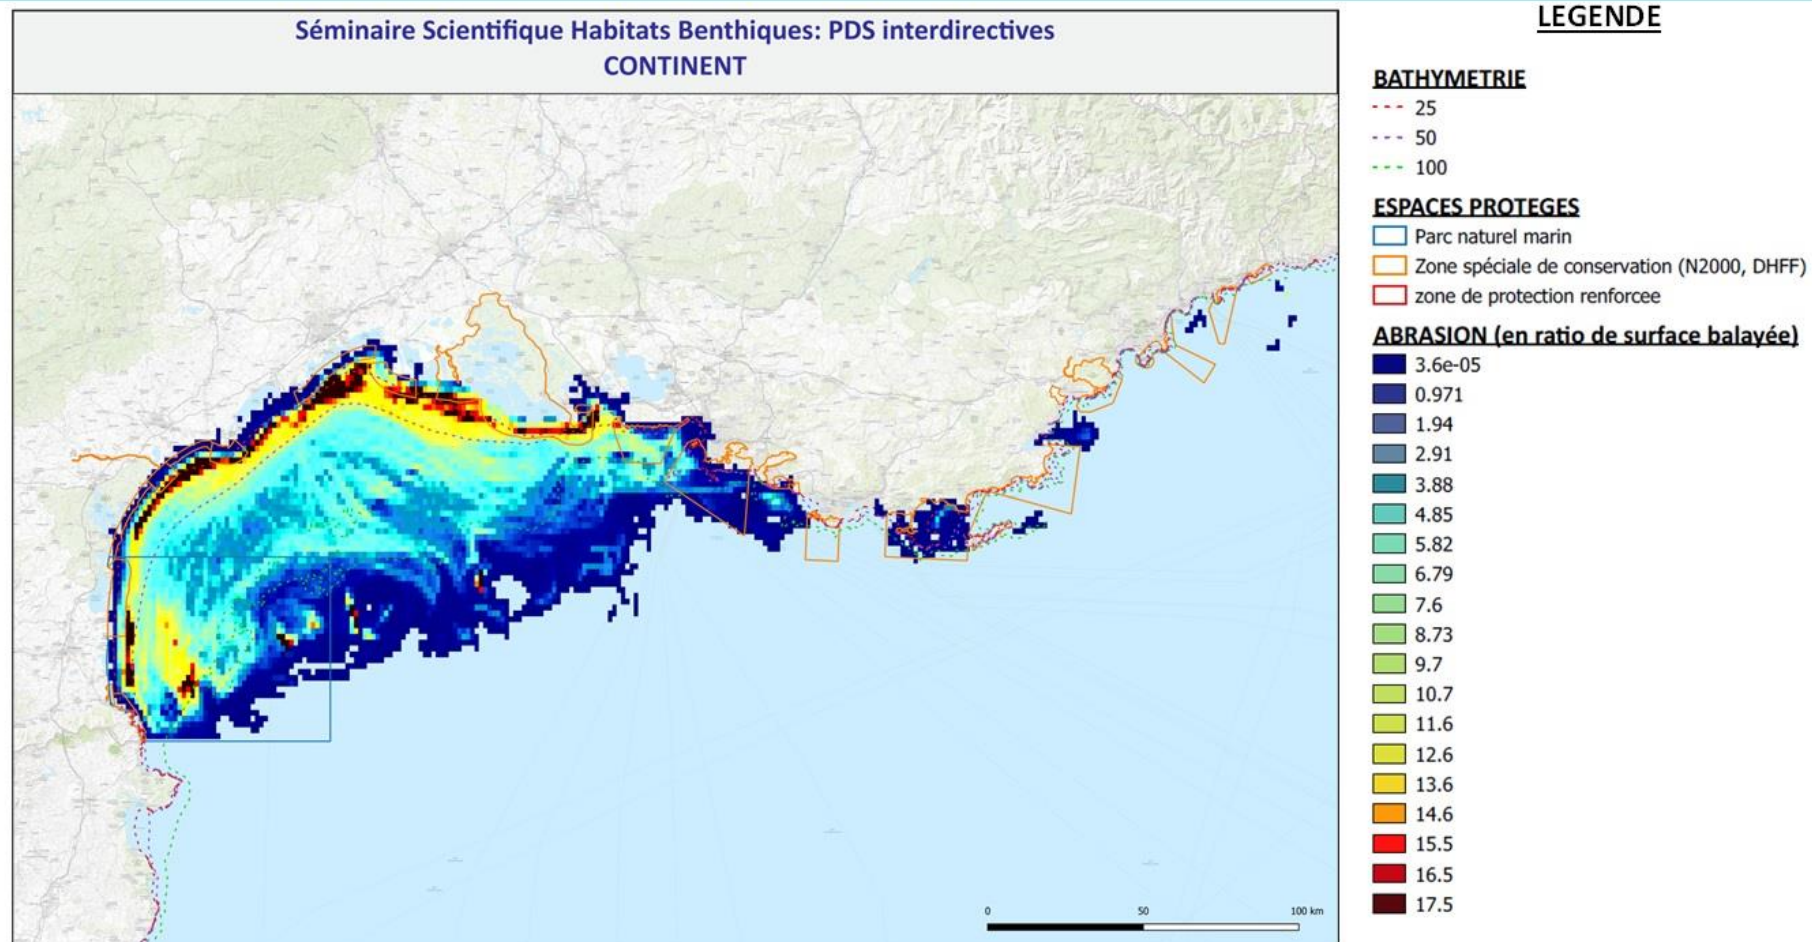 Séminaire Scientifique Habitats Benthiques: PDS interdirectives
CONTINENT
LEGENDE
BATHYMETRIE
25
50
100
ESPACES PROTEGES
Parc naturel marin
Zone spéciale de conservation (N2000, DHFF)
zone de protection renforcee
ABRASION (en ratio de surface balayée)
3.6e-05
0.971
1.94
2.91
3.88
4.85
5.82
6.79
7.6
8.73
9.7
10.7
11.6
12.6
13.6
14.6
15.5
16.5
17.5
0 50 100 km